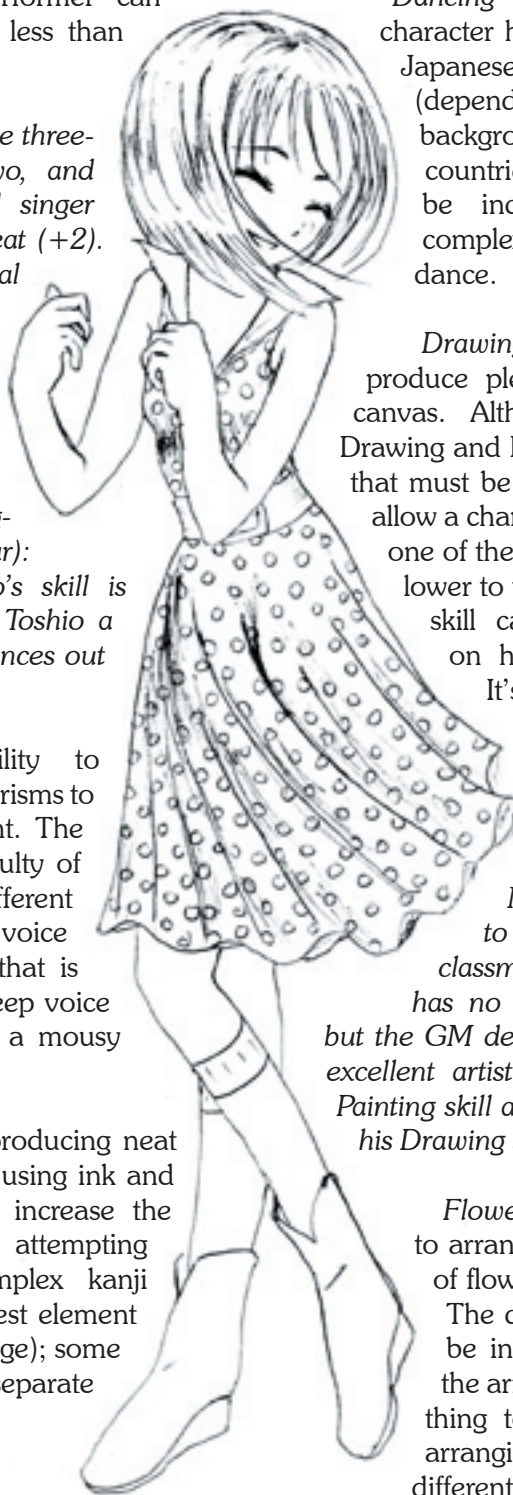 less than
e three-
vo, and
singer
eat (+2).
al
g-
ar):
o's skill is
Toshio a
nces out
ility to
risms to
nt. The
ulty of
fferent
voice
that is
eep voice
a mousy
producing neat
using ink and
increase the
attempting
mplex kanji
est element
ge); some
separate
Dancing
character h
Japanese
(depend
backgro
countri
be inc
complex
dance.
Drawing
produce ple
canvas. Alth
Drawing and
that must be
allow a char
one of the
lower to
skill ca
on h
It's
to
classm
has no
but the GM de
excellent artist
Painting skill a
his Drawing
Flowe
to arran
of flow
The d
be in
the ar
thing t
arrangi
different